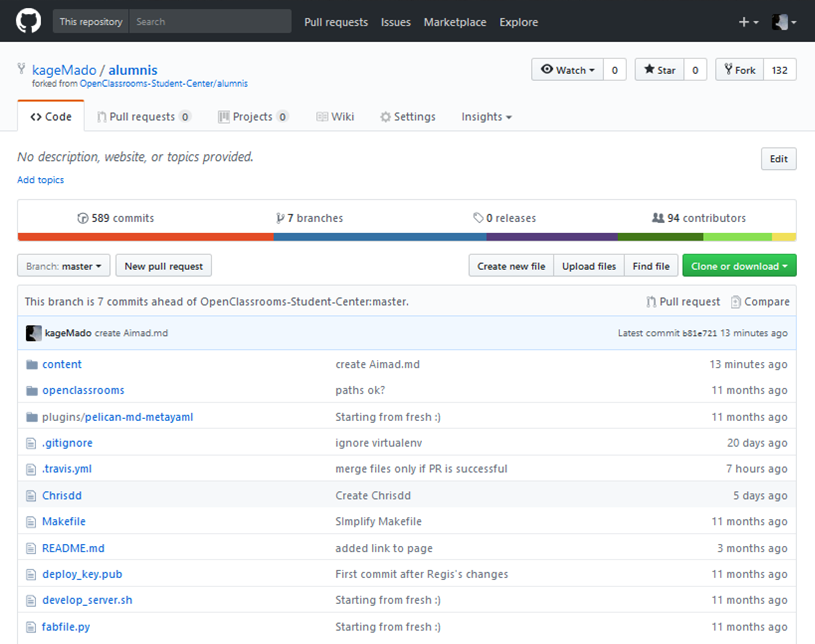 This repository Search Pull requests Issues Marketplace Explore
kageMado / alumnis Watch 0 Star 0 Fork 132
forked from OpenClassrooms-Student-Center/alumnis
Code Pull requests 0 Projects 0 Wiki Settings Insights
No description, website, or topics provided. Edit
Add topics
589 commits 7 branches 0 releases 94 contributors
Branch: master New pull request Create new file Upload files Find file Clone or download
This branch is 7 commits ahead of OpenClassrooms-Student-Center:master. Pull request Compare
kageMado create Aimad.md Latest commit b81e721 13 minutes ago
content create Aimad.md 13 minutes ago
openclassrooms paths ok? 11 months ago
plugins/pelican-md-metayaml Starting from fresh :) 11 months ago
.gitignore ignore virtualenv 20 days ago
.travis.yml merge files only if PR is successful 7 hours ago
Chrisdd Create Chrisdd 5 days ago
Makefile SImplify Makefile 11 months ago
README.md added link to page 3 months ago
deploy_key.pub First commit after Regis's changes 11 months ago
develop_server.sh Starting from fresh :) 11 months ago
fabfile.py Starting from fresh :) 11 months ago